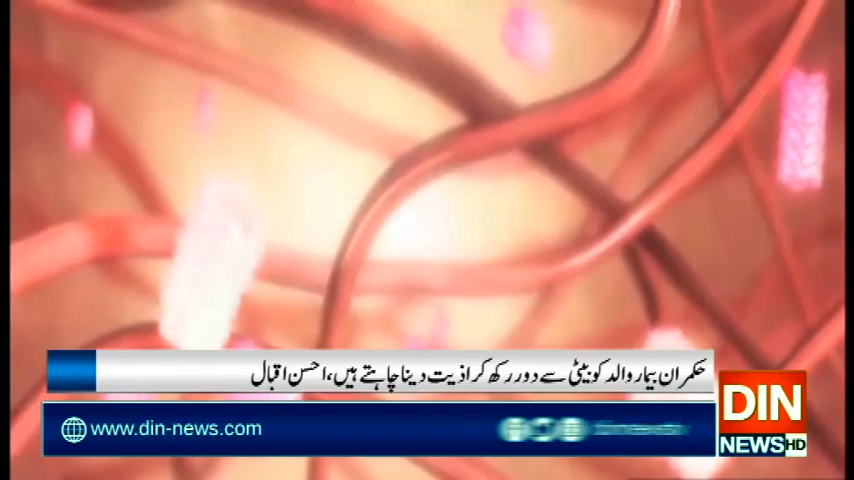 حکمران بیمار والد کو بیٹی سے دور رکھ کر اذیت دینا چاہتے ہیں، احسن اقبال
www.din-news.com
DIN
NEWS HD